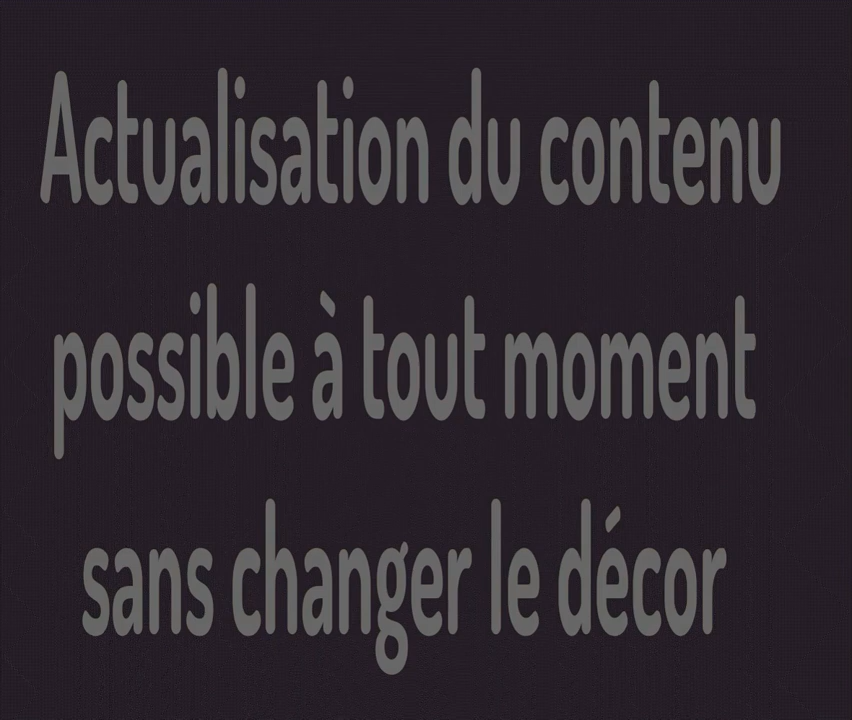 Actualisation du contenu
possible à tout moment
sans changer le décor